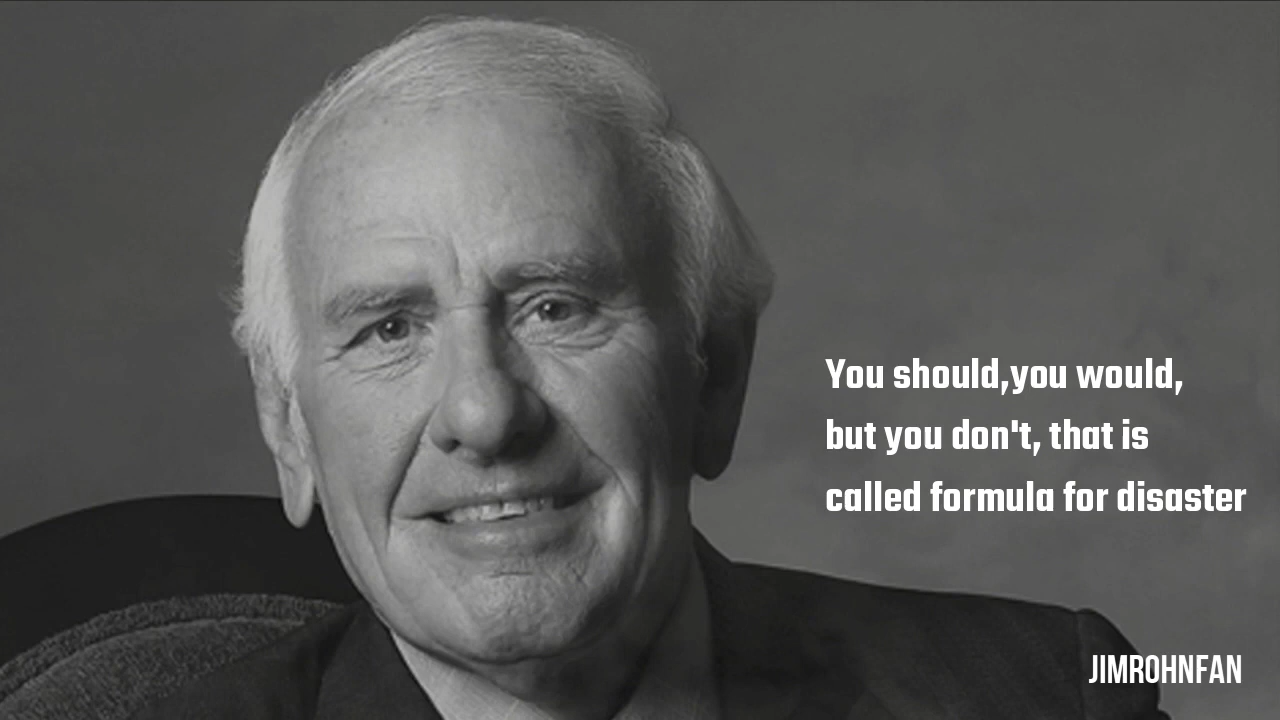 You should,you would,
but you don't, that is
called formula for disaster
JIMROHNFAN